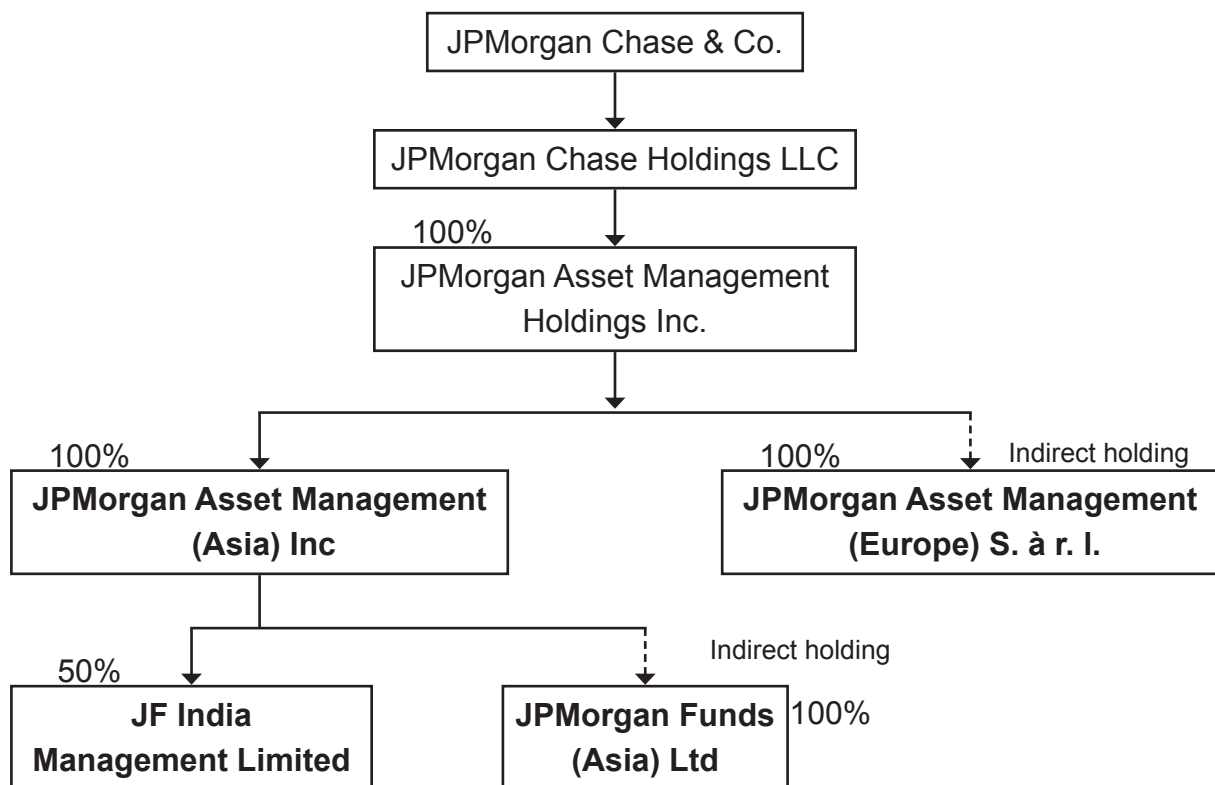 JPMorgan Chase & Co.
JPMorgan Chase Holdings LLC
100%
JPMorgan Asset Management
Holdings Inc.
100%
JPMorgan Asset Management
(Asia) Inc
100%
Indirect holding
JPMorgan Asset Management
(Europe) S. à r. l.
50%
JF India
Management Limited
Indirect holding
JPMorgan Funds
(Asia) Ltd
100%